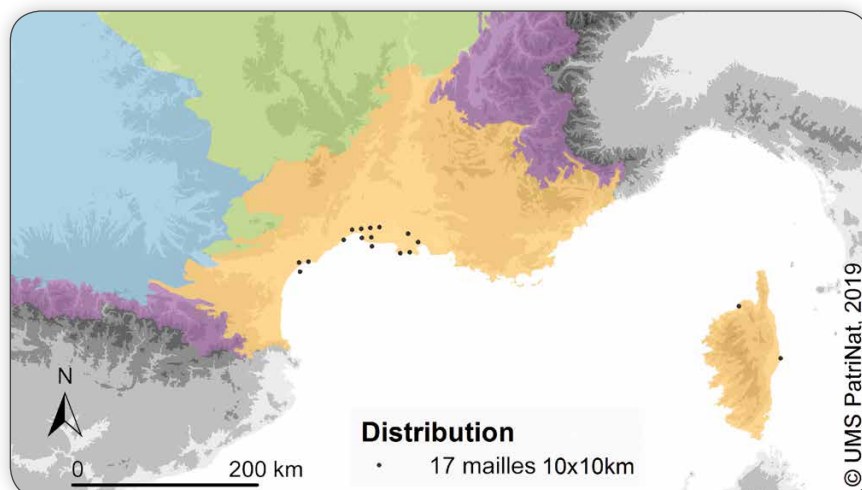 N
0 200 km
Distribution
• 17 mailles 10x10km
© UMS PatriNat, 2019